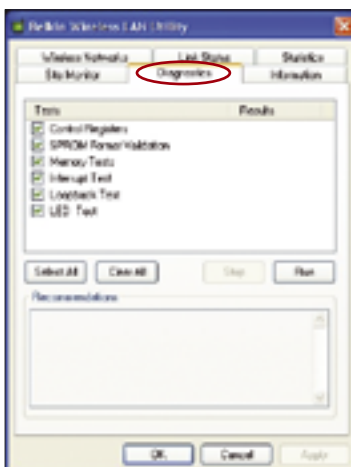 Belkin Wireless LAN Utility
Wireless Networks Link Status Statistics
Site Monitor Diagnostics Information
Tests Results
Control Registers
SPROM Format Validation
Memory Tests
Interrupt Test
Loopback Test
LED Test
Select All Clear All Stop Run
Recommendations
OK Cancel Apply